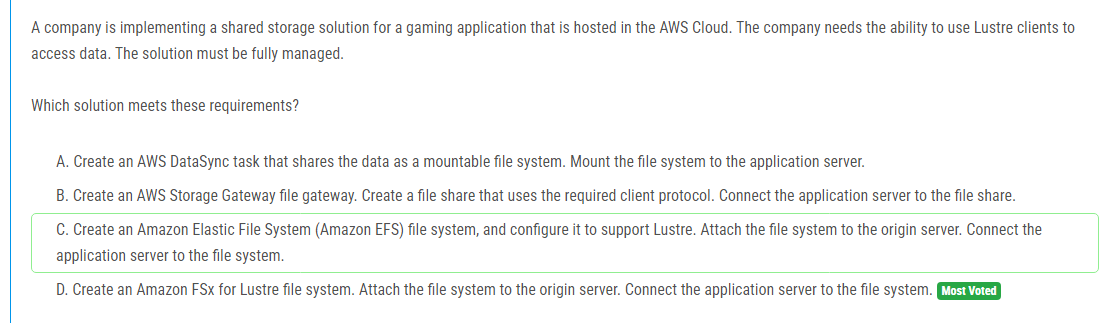 A company is implementing a shared storage solution for a gaming application that is hosted in the AWS Cloud. The company needs the ability to use Lustre clients to
access data. The solution must be fully managed.
Which solution meets these requirements?
A. Create an AWS DataSync task that shares the data as a mountable file system. Mount the file system to the application server.
B. Create an AWS Storage Gateway file gateway. Create a file share that uses the required client protocol. Connect the application server to the file share.
C. Create an Amazon Elastic File System (Amazon EFS) file system, and configure it to support Lustre. Attach the file system to the origin server. Connect the
application server to the file system.
D. Create an Amazon FSx for Lustre file system. Attach the file system to the origin server. Connect the application server to the file system. Most Voted